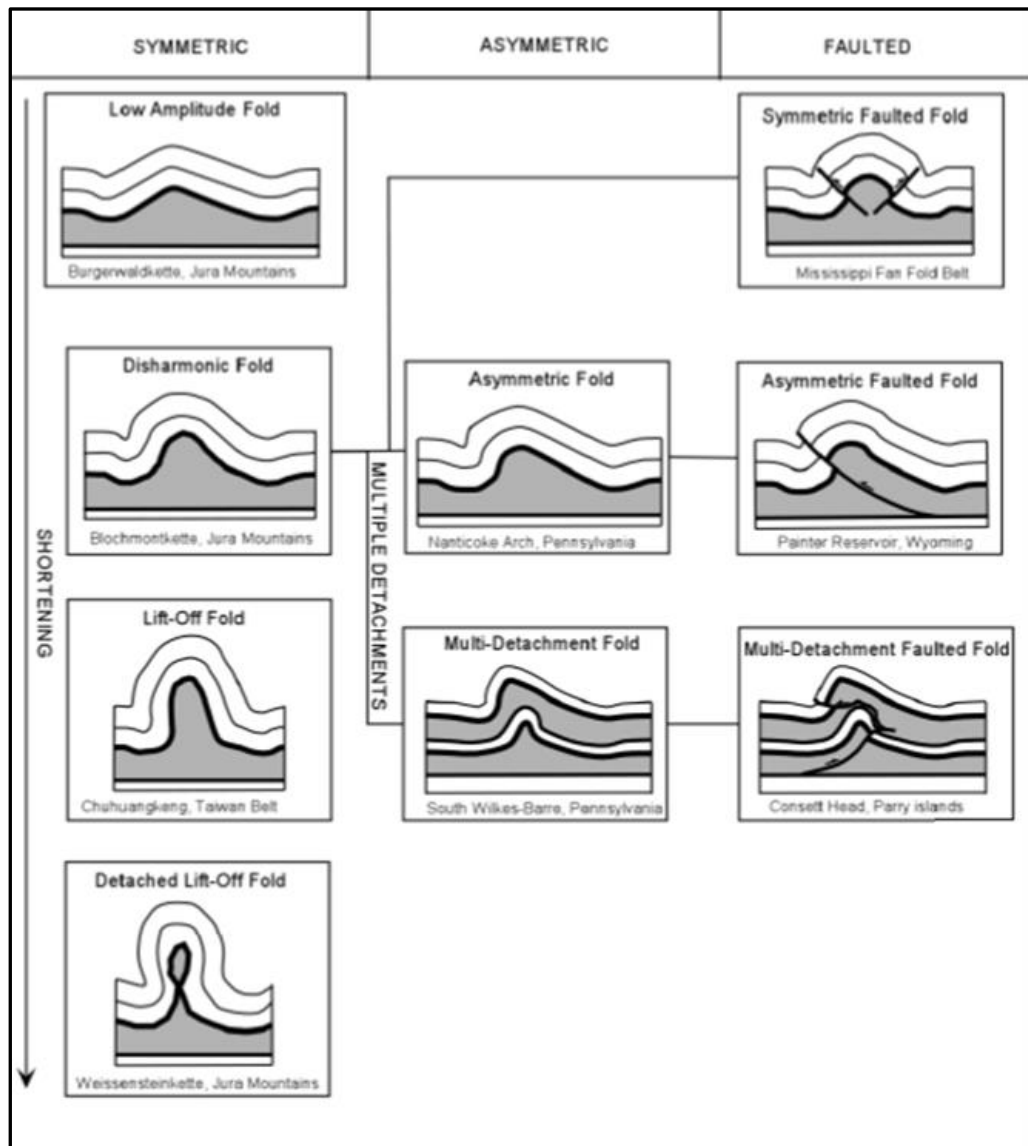 SYMMETRIC
ASYMMETRIC
FAULTED
Low Amplitude Fold
Burgerwaldkette, Jura Mountains
Symmetric Faulted Fold
Mississippi Fan Fold Belt
Disharmonic Fold
Blochmontkette, Jura Mountains
Asymmetric Fold
Nanticoke Arch, Pennsylvania
Asymmetric Faulted Fold
Painter Reservoir, Wyoming
SHORTENING
MULTIPLE DETACHMENTS
Lift-Off Fold
Chuhuangkeng, Taiwan Belt
Multi-Detachment Fold
South Wilkes-Barre, Pennsylvania
Multi-Detachment Faulted Fold
Consett Head, Parry islands
Detached Lift-Off Fold
Weissensteinkette, Jura Mountains